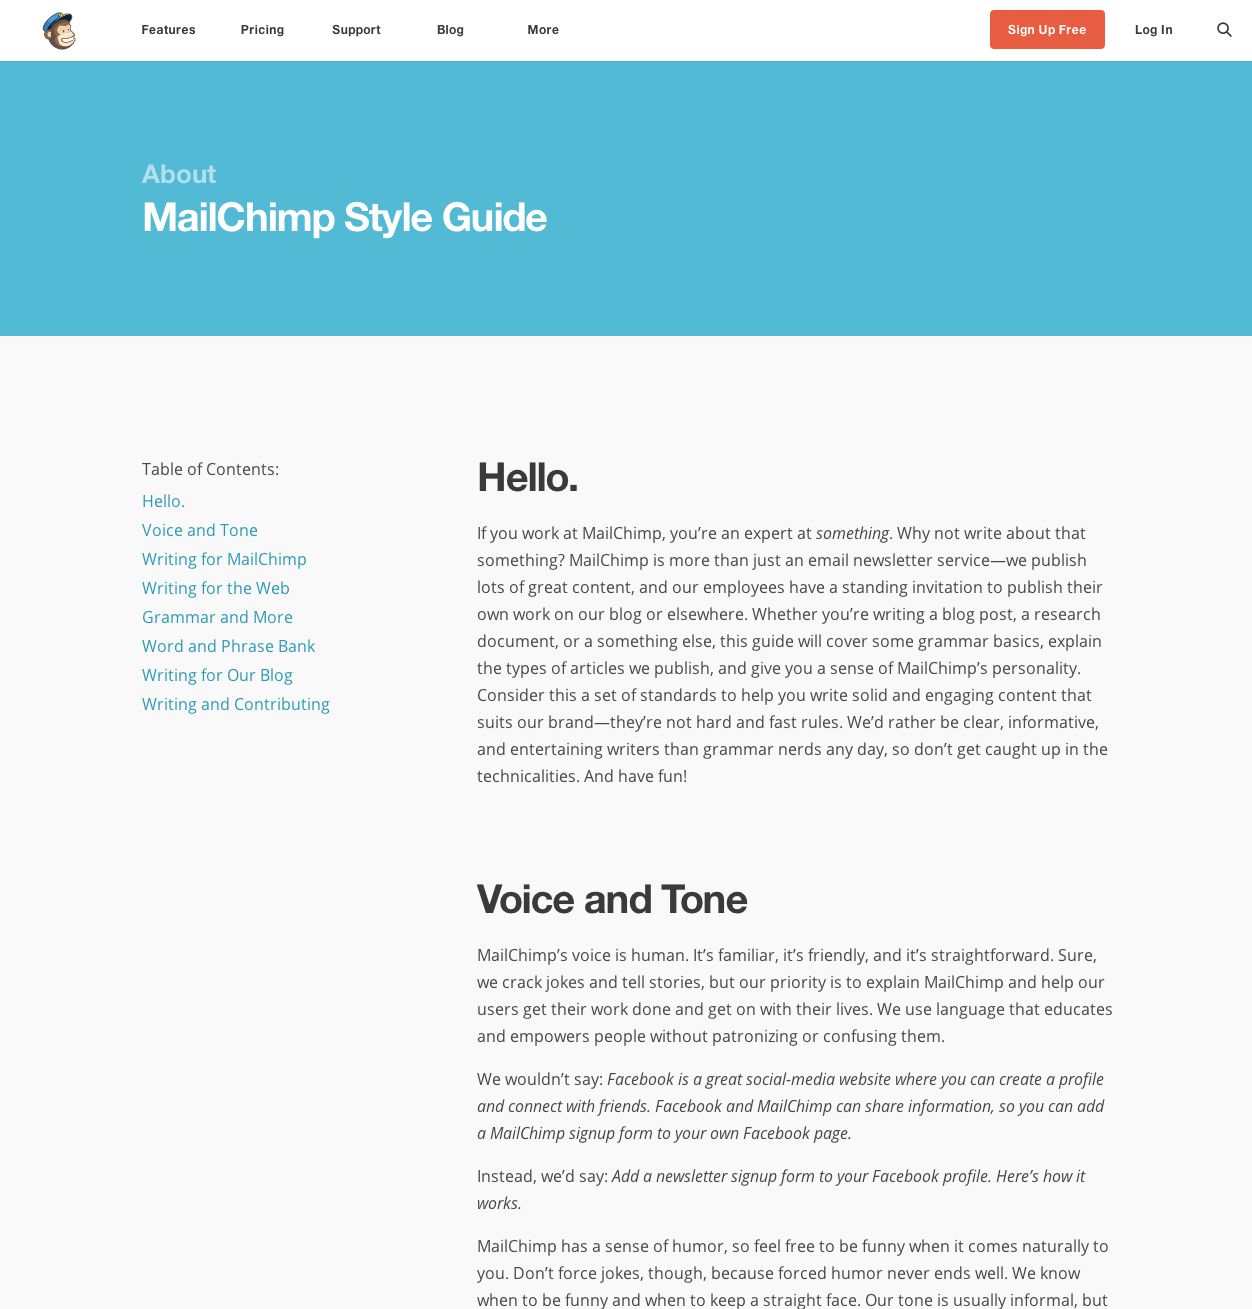 Features
Pricing
Support
Blog
More
Sign Up Free
Log In
About
MailChimp Style Guide
Table of Contents:
Hello.
Voice and Tone
Writing for MailChimp
Writing for the Web
Grammar and More
Word and Phrase Bank
Writing for Our Blog
Writing and Contributing
Hello.
If you work at MailChimp, you’re an expert at something. Why not write about that
something? MailChimp is more than just an email newsletter service—we publish
lots of great content, and our employees have a standing invitation to publish their
own work on our blog or elsewhere. Whether you’re writing a blog post, a research
document, or a something else, this guide will cover some grammar basics, explain
the types of articles we publish, and give you a sense of MailChimp’s personality.
Consider this a set of standards to help you write solid and engaging content that
suits our brand—they’re not hard and fast rules. We’d rather be clear, informative,
and entertaining writers than grammar nerds any day, so don’t get caught up in the
technicalities. And have fun!
Voice and Tone
MailChimp’s voice is human. It’s familiar, it’s friendly, and it’s straightforward. Sure,
we crack jokes and tell stories, but our priority is to explain MailChimp and help our
users get their work done and get on with their lives. We use language that educates
and empowers people without patronizing or confusing them.
We wouldn’t say: Facebook is a great social-media website where you can create a profile
and connect with friends. Facebook and MailChimp can share information, so you can add
a MailChimp signup form to your own Facebook page.
Instead, we’d say: Add a newsletter signup form to your Facebook profile. Here’s how it
works.
MailChimp has a sense of humor, so feel free to be funny when it comes naturally to
you. Don’t force jokes, though, because forced humor never ends well. We know
when to be funny and when to keep a straight face. Our tone is usually informal, but